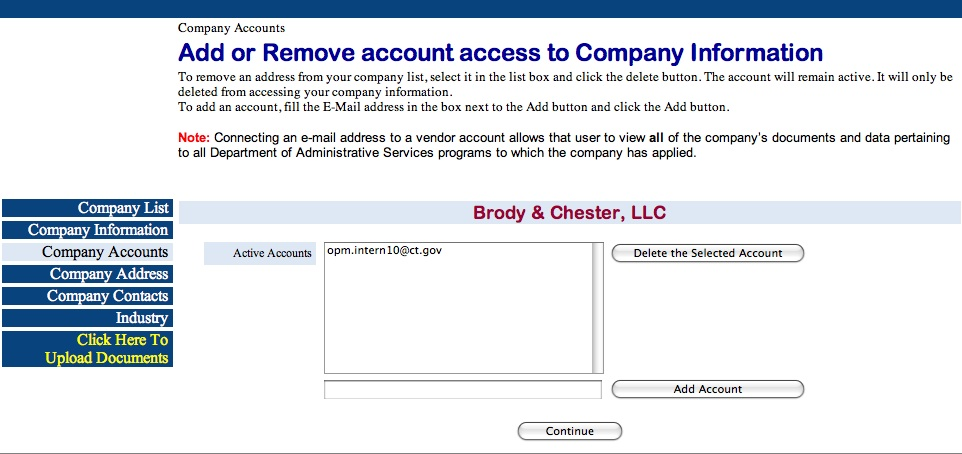 Company Accounts
Add or Remove account access to Company Information
To remove an address from your company list, select it in the list box and click the delete button. The account will remain active. It will only be
deleted from accessing your company information.
To add an account, fill the E-Mail address in the box next to the Add button and click the Add button.
Note: Connecting an e-mail address to a vendor account allows that user to view all of the company's documents and data pertaining
to all Department of Administrative Services programs to which the company has applied.
Company List
Company Information
Company Accounts
Company Address
Company Contacts
Industry
Click Here To
Upload Documents
Brody & Chester, LLC
Active Accounts
opm.intern10@ct.gov
Delete the Selected Account
Add Account
Continue